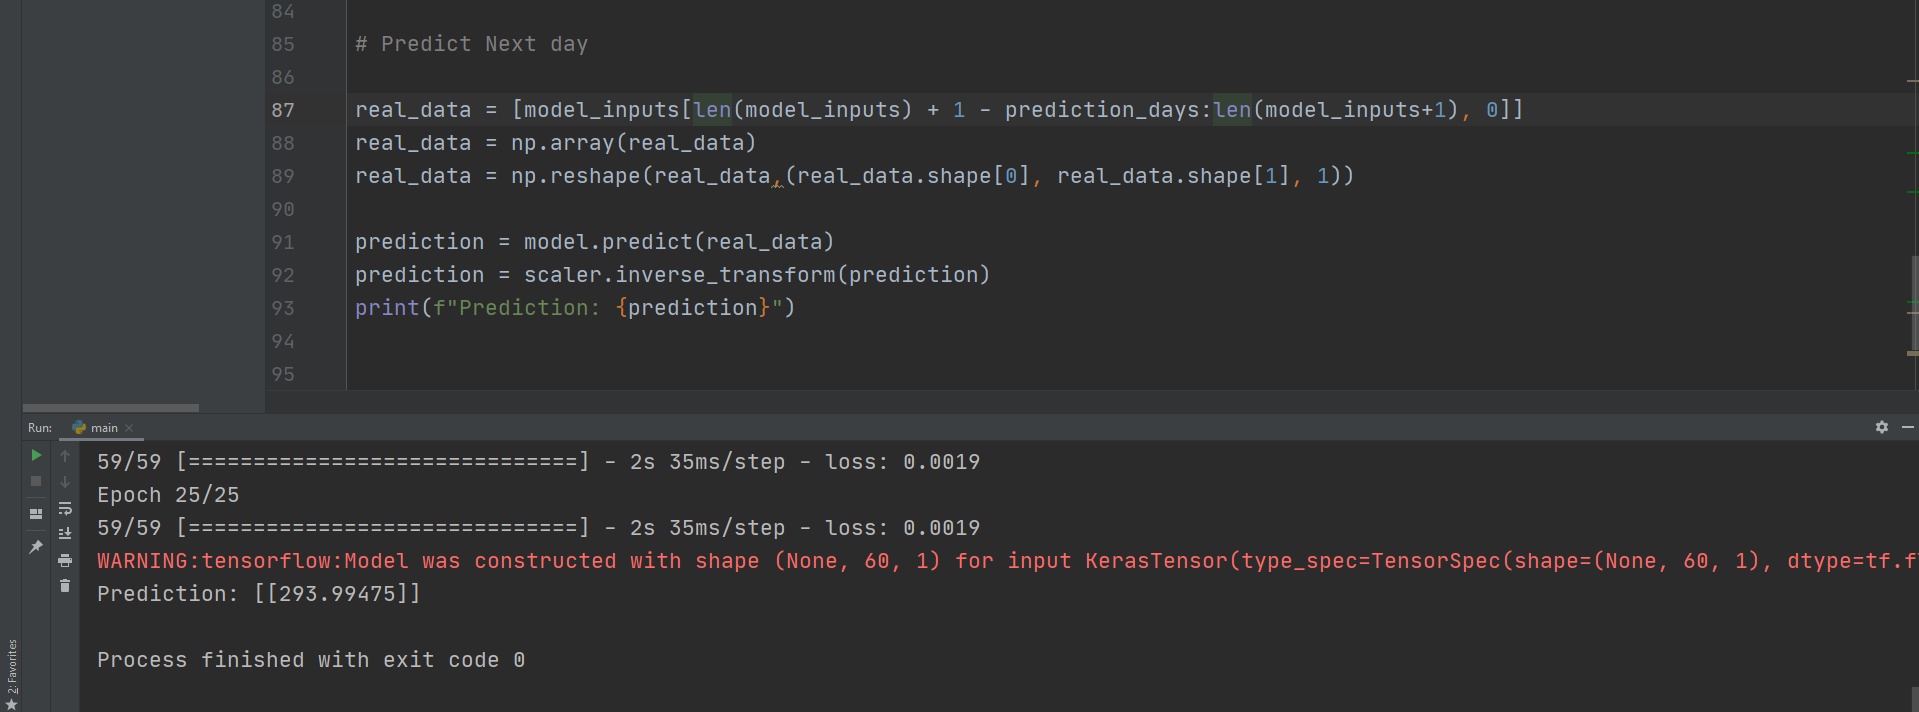 84
85 # Predict Next day
86
87 real_data = [model_inputs[len(model_inputs) + 1 - prediction_days:len(model_inputs+1), 0]]
88 real_data = np.array(real_data)
89 real_data = np.reshape(real_data,(real_data.shape[0], real_data.shape[1], 1))
90
91 prediction = model.predict(real_data)
92 prediction = scaler.inverse_transform(prediction)
93 print(f"Prediction: {prediction}")
94
95
Run: main
59/59 [==============================] - 2s 35ms/step - loss: 0.0019
Epoch 25/25
59/59 [==============================] - 2s 35ms/step - loss: 0.0019
WARNING:tensorflow:Model was constructed with shape (None, 60, 1) for input KerasTensor(type_spec=TensorSpec(shape=(None, 60, 1), dtype=tf.f
Prediction: [[293.99475]]
Process finished with exit code 0
2: Favorites